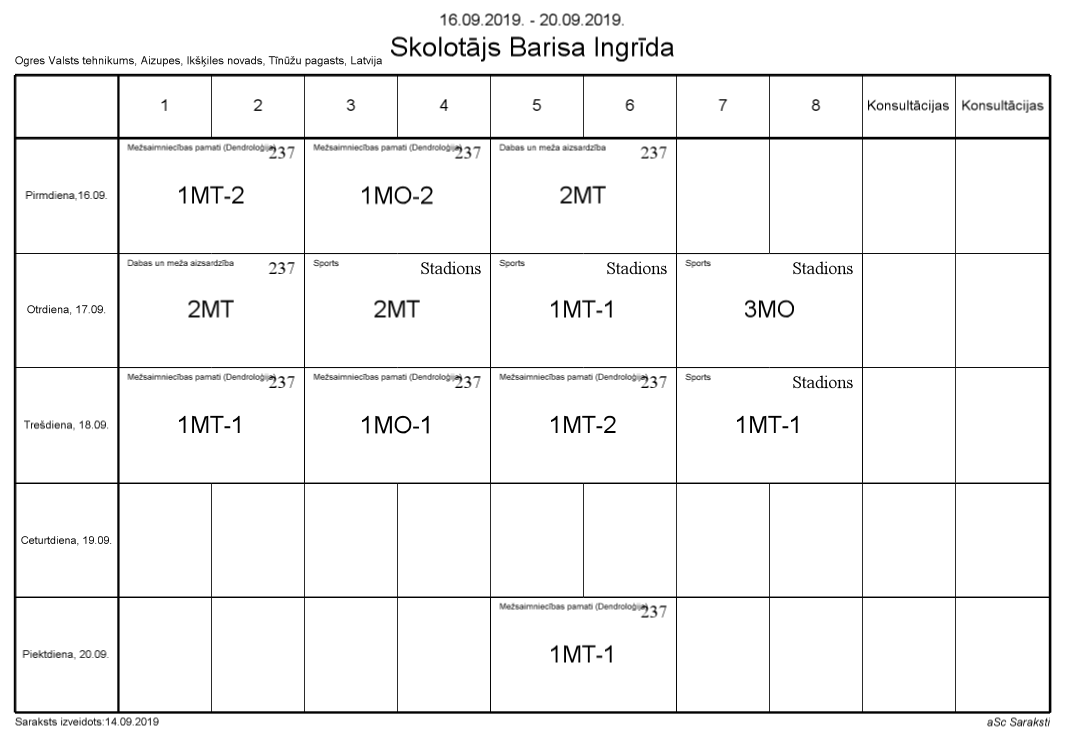 16.09.2019. - 20.09.2019.
Skolotājs Barisa Ingrīda
Ogres Valsts tehnikums, Aizupes, Ikšķiles novads, Tīnūžu pagasts, Latvija
1 2 3 4 5 6 7 8 Konsultācijas Konsultācijas
Mežsaimniecības pamati (Dendroloģija) 237 Mežsaimniecības pamati (Dendroloģija) 237 Dabas un meža aizsardzība 237
Pirmdiena,16.09. 1MT-2 1MO-2 2MT
Dabas un meža aizsardzība 237 Sports Stadions Sports Stadions Sports Stadions
Otrdiena, 17.09. 2MT 2MT 1MT-1 3MO
Mežsaimniecības pamati (Dendroloģija) 237 Mežsaimniecības pamati (Dendroloģija) 237 Mežsaimniecības pamati (Dendroloģija) 237 Sports Stadions
Trešdiena, 18.09. 1MT-1 1MO-1 1MT-2 1MT-1
Ceturtdiena, 19.09.
Mežsaimniecības pamati (Dendroloģija) 237
Piektdiena, 20.09. 1MT-1
Saraksts izveidots:14.09.2019 aSc Saraksti